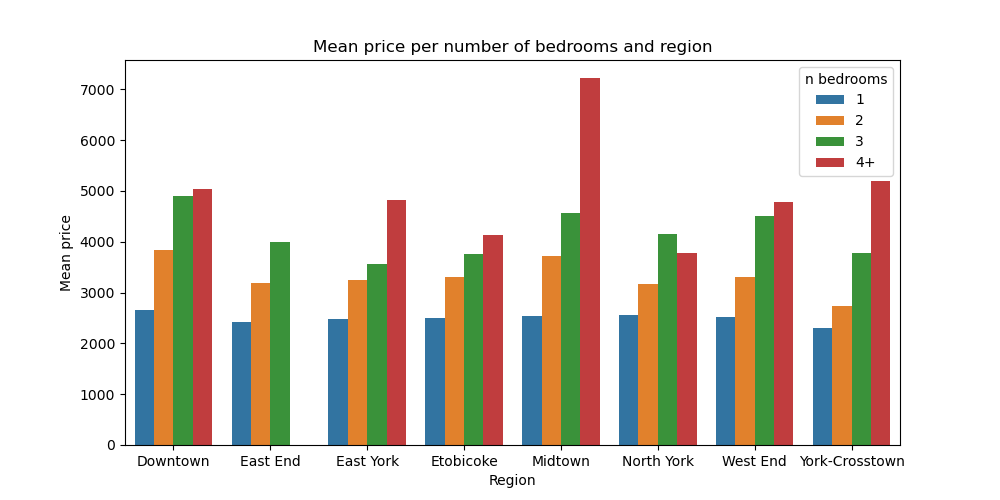 Mean price per number of bedrooms and region
n bedrooms
1
2
3
4+
Mean price
7000
6000
5000
4000
3000
2000
1000
0
Downtown East End East York Etobicoke Midtown North York West End York-Crosstown
Region